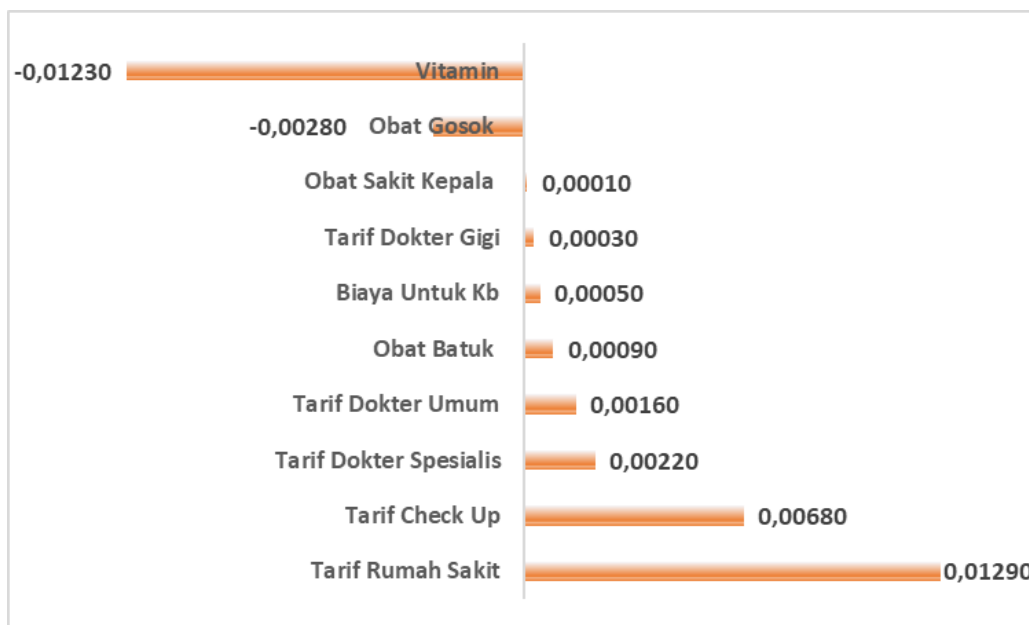 -0,01230 Vitamin
-0,00280 Obat Gosok
Obat Sakit Kepala 0,00010
Tarif Dokter Gigi 0,00030
Biaya Untuk Kb 0,00050
Obat Batuk 0,00090
Tarif Dokter Umum 0,00160
Tarif Dokter Spesialis 0,00220
Tarif Check Up 0,00680
Tarif Rumah Sakit 0,01290